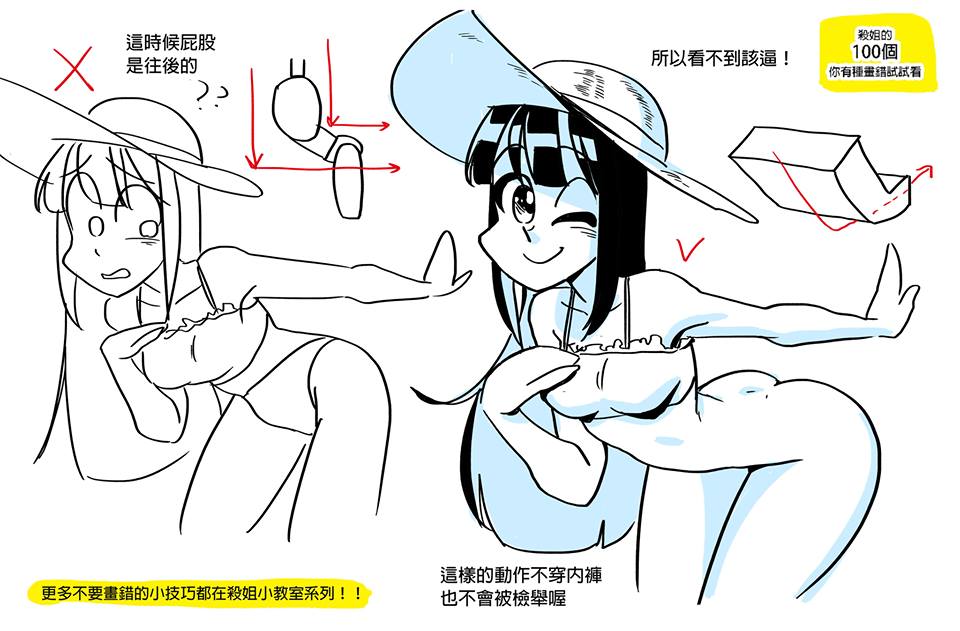 這時候屁股
是往後的
??
所以看不到該逼！
殺姐的
100個
你有種畫錯試試看
更多不要畫錯的小技巧都在殺姐小教室系列！！
這樣的動作不穿內褲
也不會被檢舉喔